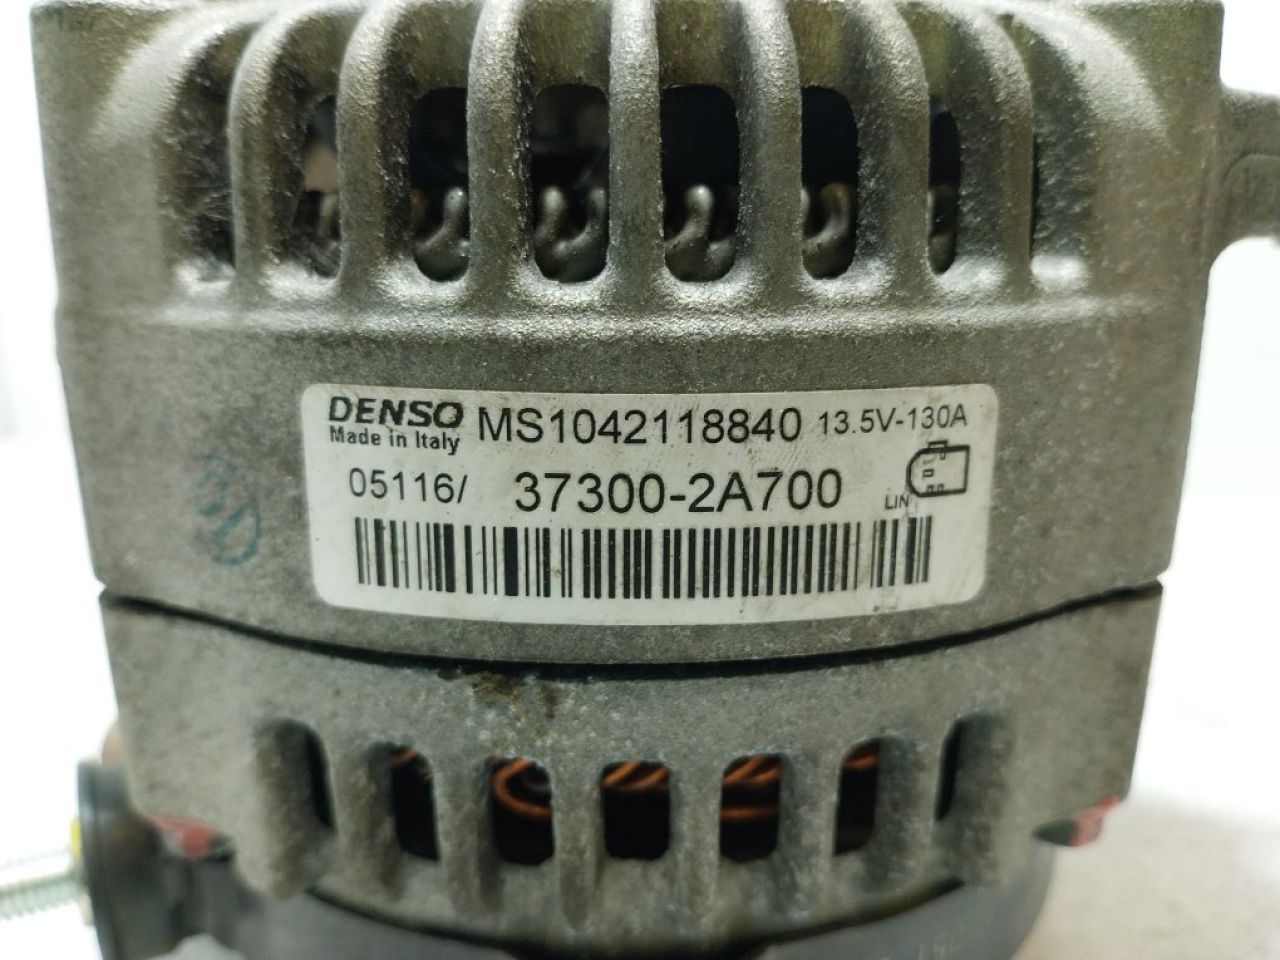 DENSO MS1042118840 13.5V-130A
Made in Italy
05116/ 37300-2A700
LIN